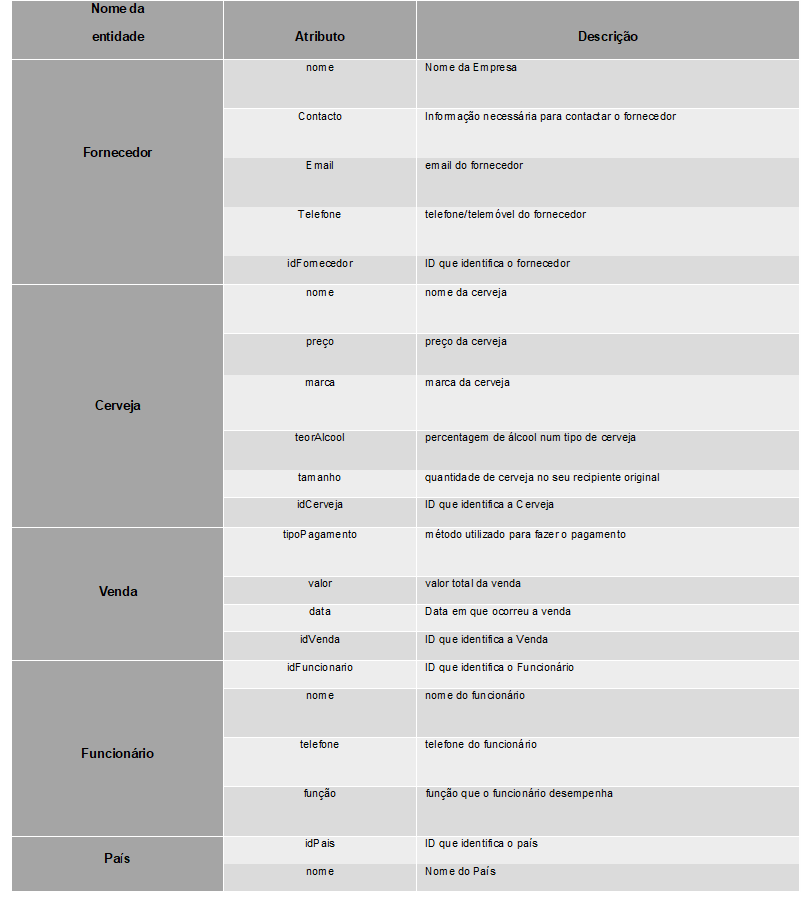 Nome da
entidade
Atributo
Descrição
Fornecedor
nome
Nome da Empresa
Contacto
Informação necessária para contactar o fornecedor
Email
email do fornecedor
Telefone
telefone/telemóvel do fornecedor
idFornecedor
ID que identifica o fornecedor
Cerveja
nome
nome da cerveja
preço
preço da cerveja
marca
marca da cerveja
teorAlcool
percentagem de álcool num tipo de cerveja
tamanho
quantidade de cerveja no seu recipiente original
idCerveja
ID que identifica a Cerveja
Venda
tipoPagamento
método utilizado para fazer o pagamento
valor
valor total da venda
data
Data em que ocorreu a venda
idVenda
ID que identifica a Venda
Funcionário
idFuncionario
ID que identifica o Funcionário
nome
nome do funcionário
telefone
telefone do funcionário
função
função que o funcionário desempenha
País
idPais
ID que identifica o país
nome
Nome do País